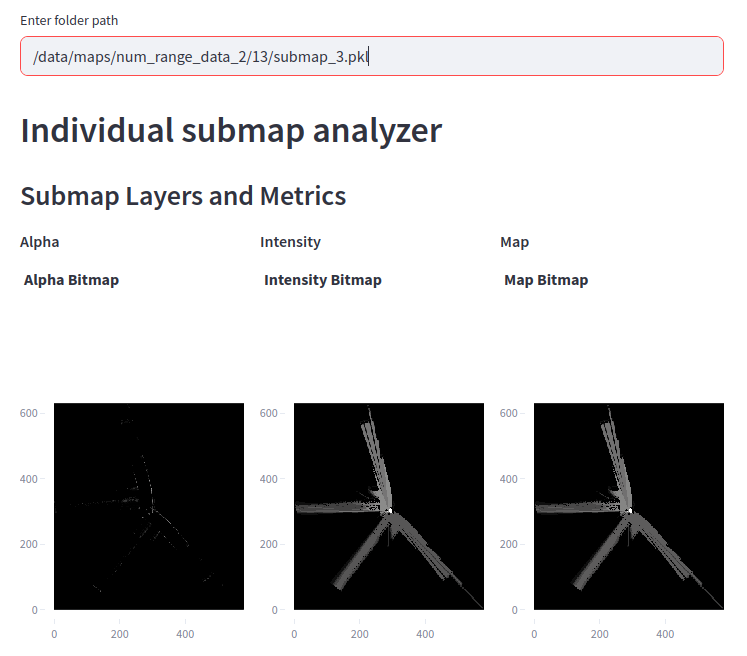 Enter folder path
/data/maps/num_range_data_2/13/submap_3.pkl
Individual submap analyzer
Submap Layers and Metrics
Alpha Intensity Map
Alpha Bitmap Intensity Bitmap Map Bitmap
600 600 600
400 400 400
200 200 200
0 0 0
0 200 400 0 200 400 0 200 400